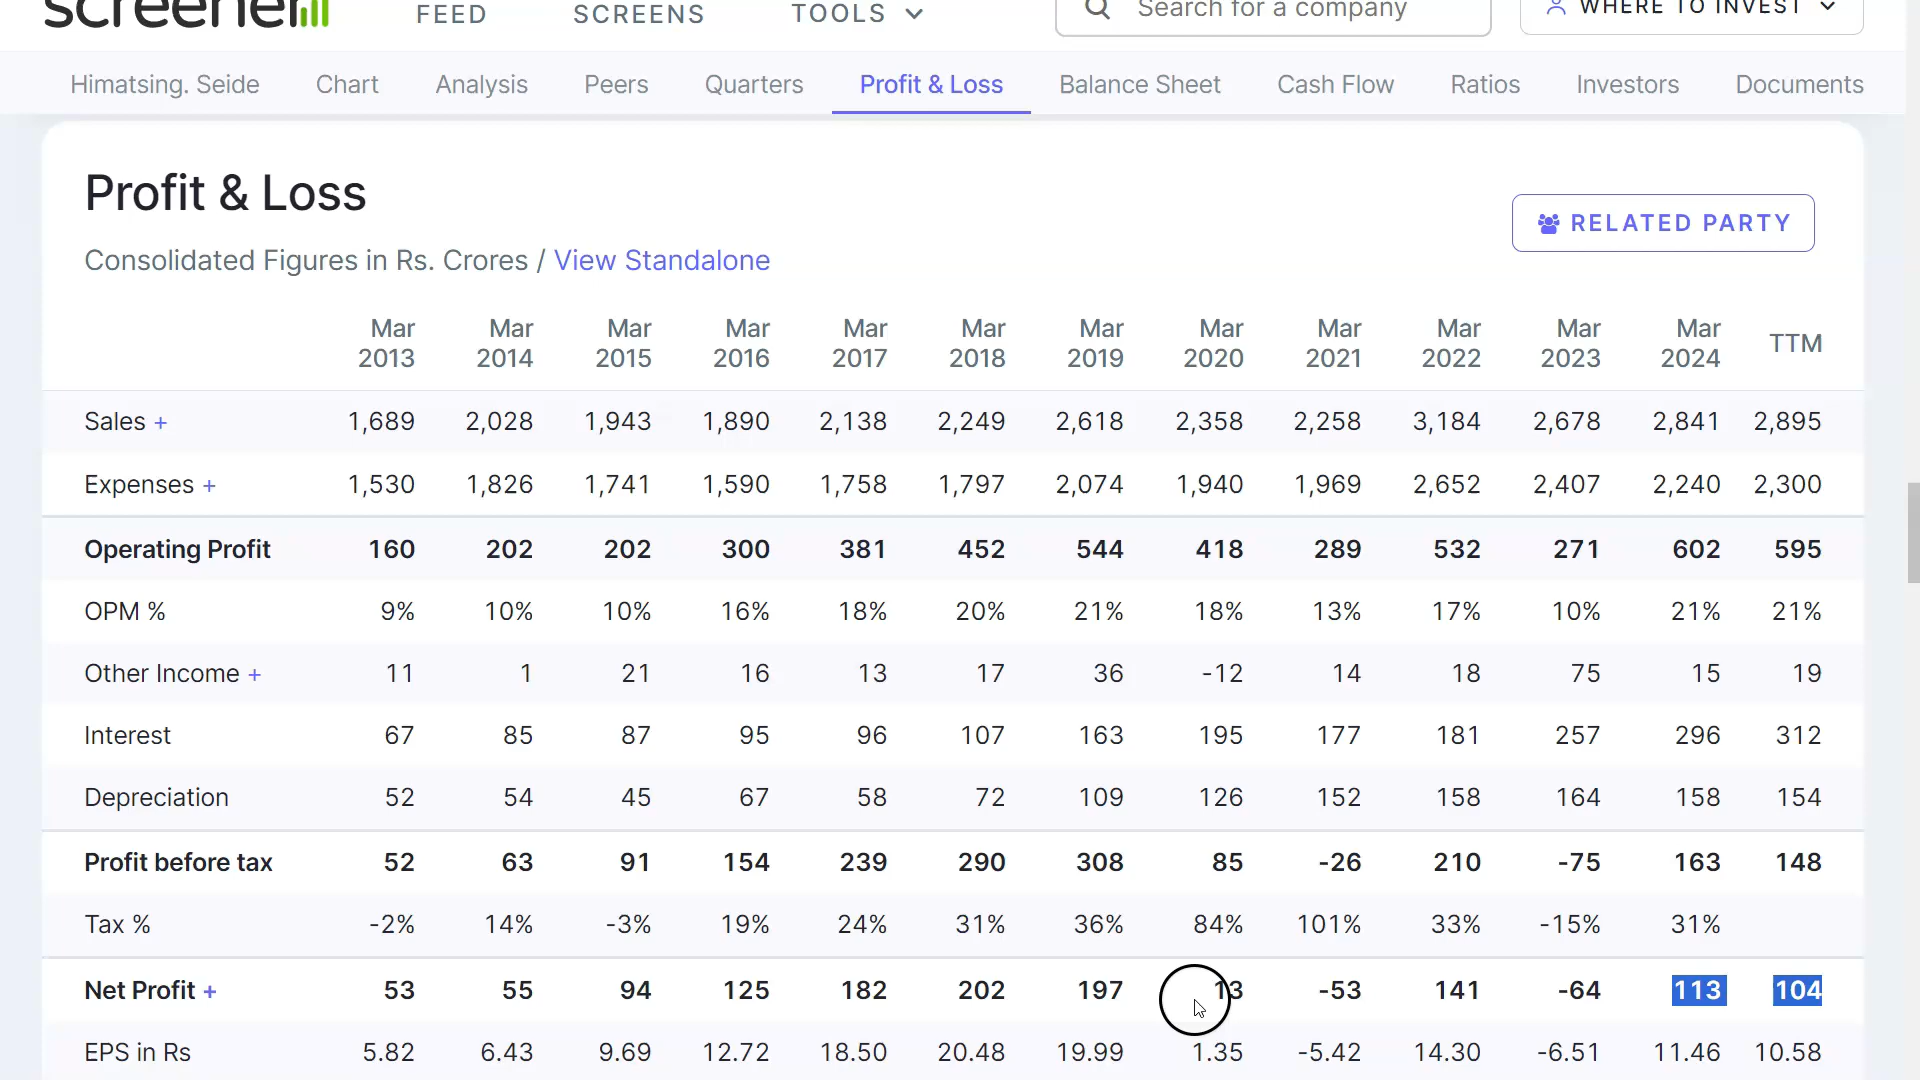 screener
FEED SCREENS TOOLS Search for a company WHERE TO INVEST
Himatsing. Seide Chart Analysis Peers Quarters Profit & Loss Balance Sheet Cash Flow Ratios Investors Documents
Profit & Loss
RELATED PARTY
Consolidated Figures in Rs. Crores / View Standalone
Mar 2013 Mar 2014 Mar 2015 Mar 2016 Mar 2017 Mar 2018 Mar 2019 Mar 2020 Mar 2021 Mar 2022 Mar 2023 Mar 2024 TTM
Sales + 1,689 2,028 1,943 1,890 2,138 2,249 2,618 2,358 2,258 3,184 2,678 2,841 2,895
Expenses + 1,530 1,826 1,741 1,590 1,758 1,797 2,074 1,940 1,969 2,652 2,407 2,240 2,300
Operating Profit 160 202 202 300 381 452 544 418 289 532 271 602 595
OPM % 9% 10% 10% 16% 18% 20% 21% 18% 13% 17% 10% 21% 21%
Other Income + 11 1 21 16 13 17 36 -12 14 18 75 15 19
Interest 67 85 87 95 96 107 163 195 177 181 257 296 312
Depreciation 52 54 45 67 58 72 109 126 152 158 164 158 154
Profit before tax 52 63 91 154 239 290 308 85 -26 210 -75 163 148
Tax % -2% 14% -3% 19% 24% 31% 36% 84% 101% 33% -15% 31%
Net Profit + 53 55 94 125 182 202 197 13 -53 141 -64 113 104
EPS in Rs 5.82 6.43 9.69 12.72 18.50 20.48 19.99 1.35 -5.42 14.30 -6.51 11.46 10.58